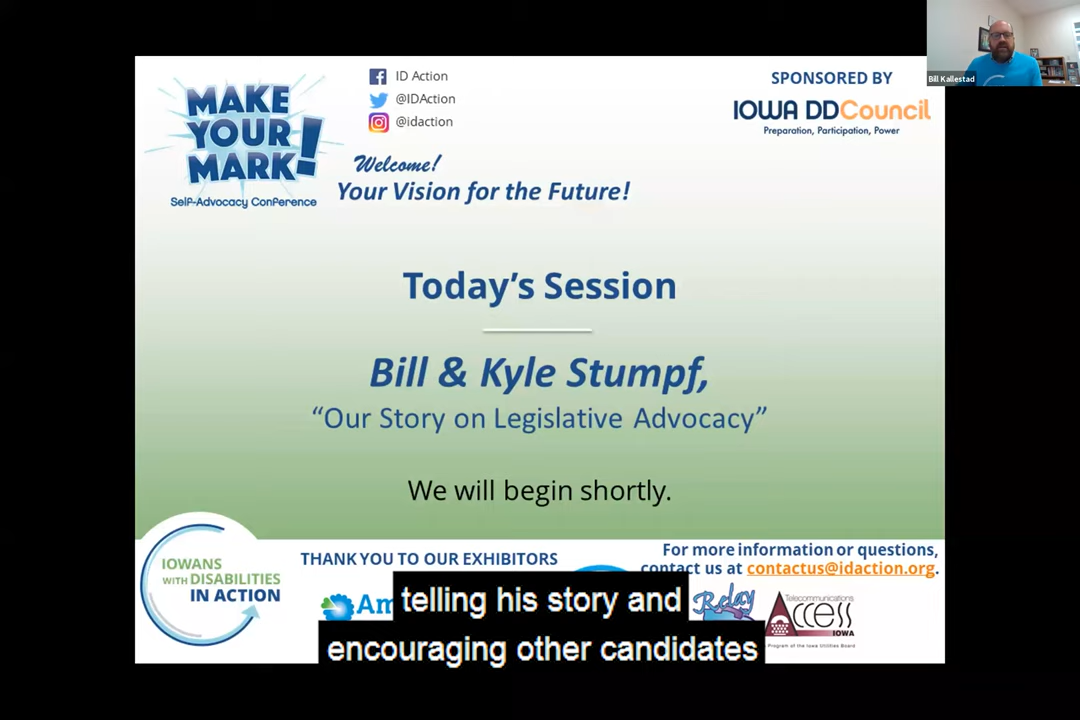 Bill Kallestad
MAKE
YOUR
MARK!
Self-Advocacy Conference
ID Action
@IDAction
@idaction
SPONSORED BY
IOWA DDCouncil
Preparation, Participation, Power
Welcome!
Your Vision for the Future!
Today's Session
Bill & Kyle Stumpf,
“Our Story on Legislative Advocacy”
We will begin shortly.
IOWANS
WITH DISABILITIES
IN ACTION
THANK YOU TO OUR EXHIBITORS
For more information or questions,
contact us at contactus@idaction.org.
Relay
Telecommunications
Access
IOWA
Program of the Iowa Utilities Board
telling his story and
encouraging other candidates